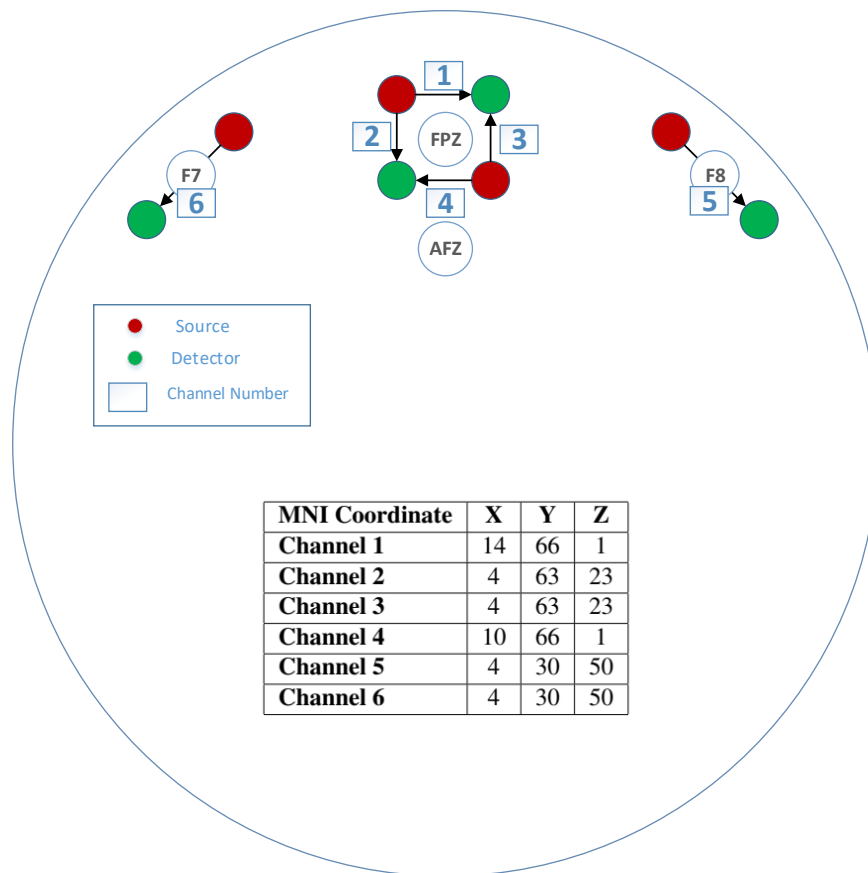 1
2
FPZ
3
F7
F8
6
4
5
AFZ
Source
Detector
Channel Number
MNI Coordinate X Y Z
Channel 1 14 66 1
Channel 2 4 63 23
Channel 3 4 63 23
Channel 4 10 66 1
Channel 5 4 30 50
Channel 6 4 30 50